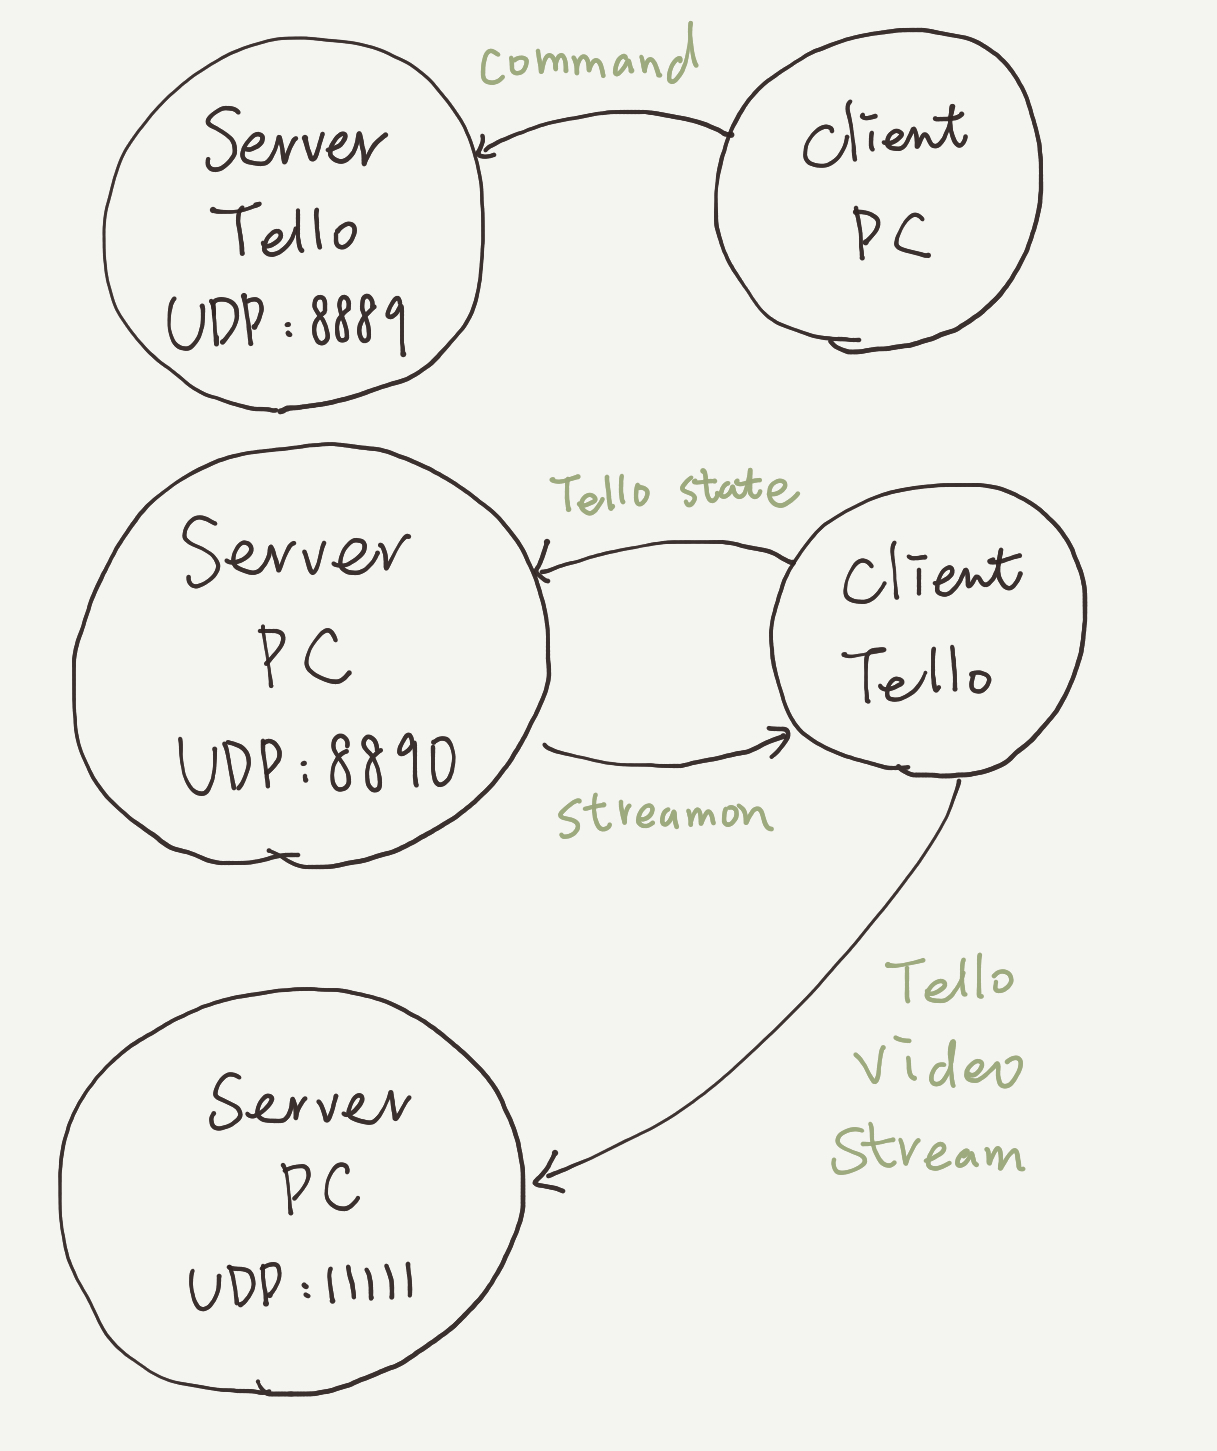 command
Server
Tello
UDP:8889
Client
PC
Tello state
Server
PC
UDP:8890
Client
Tello
streamon
Tello
Video
Stream
Server
PC
UDP:11111